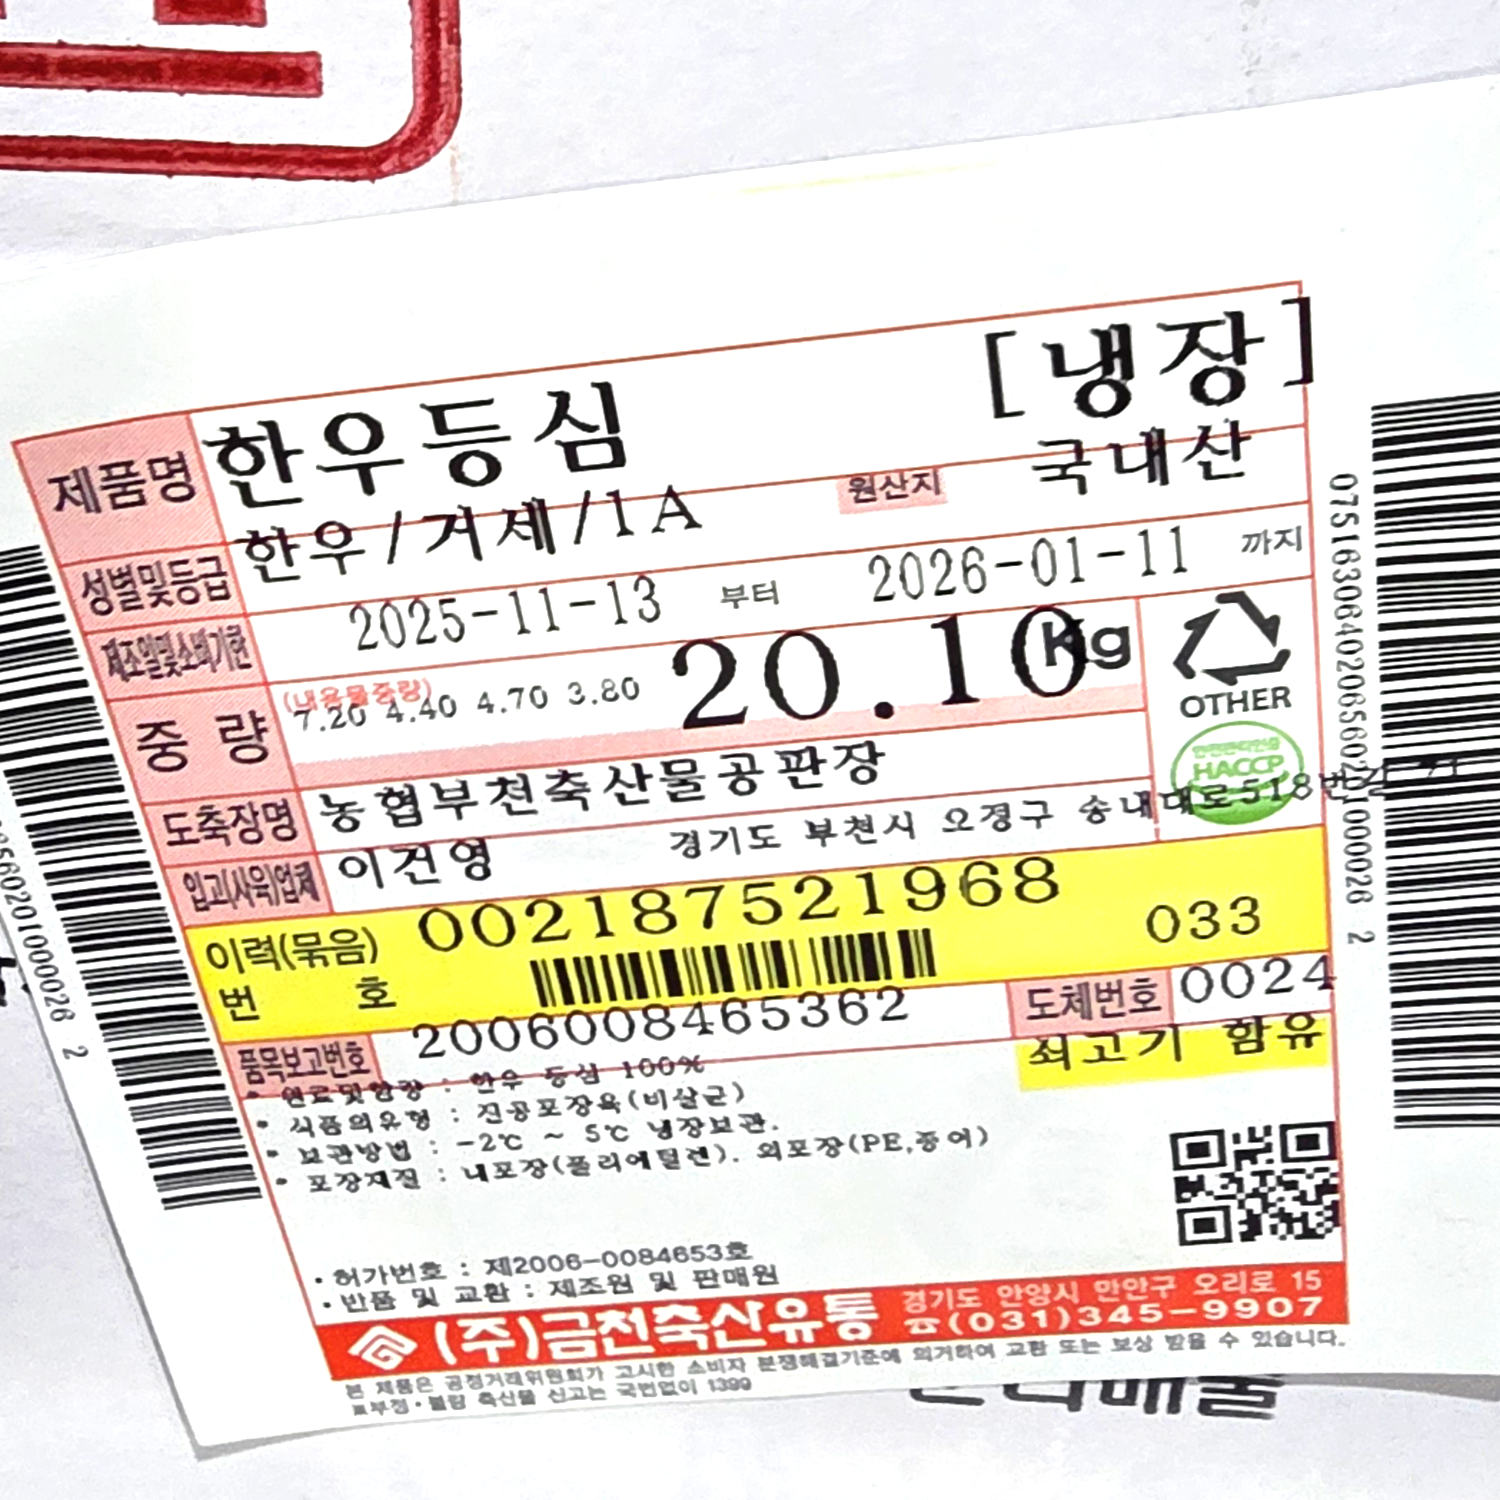 한우등심 [냉장]
제품명
한우/거세/1A 원산지 국내산
성별및등급
2025-11-13 부터 2026-01-11 까지
제조일및소비기한
(내용물중량)
7.20 4.40 4.70 3.80 20.10 Kg
중 량
OTHER
HACCP
도축장명 농협부천축산물공판장
입고(사육)업체 이건영 경기도 부천시 오정구 송내대로518번길 71
이력(묶음) 002187521968 033
번 호
품목보고번호 2006008465362 도체번호 0024
쇠고기 함유
• 원료및함량 : 한우 등심 100%
• 식품의유형 : 진공포장육(비살균)
• 보관방법 : -2℃ ~ 5℃ 냉장보관.
• 포장재질 : 내포장(폴리에틸렌). 외포장(PE,종이)
• 허가번호 : 제2006-0084653호
• 반품 및 교환 : 제조원 및 판매원
(주)금천축산유통 경기도 안양시 만안구 오리로 15
☎(031)345-9907
본 제품은 공정거래위원회가 고시한 소비자 분쟁해결기준에 의거하여 교환 또는 보상 받을 수 있습니다.
※부정•불량 축산물 신고는 국번없이 1399